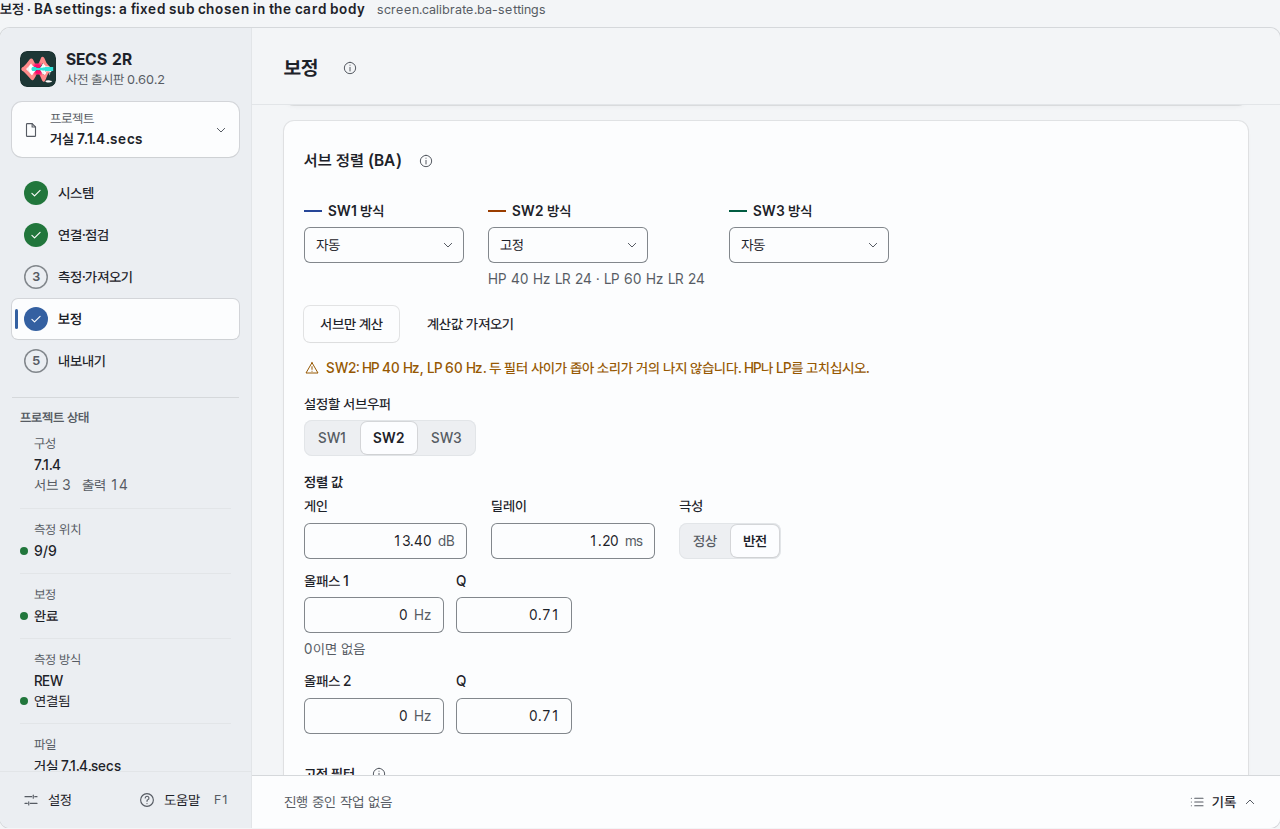 보정 · BA settings: a fixed sub chosen in the card body screen.calibrate.ba-settings
SECS 2R
사전 출시판 0.60.2
프로젝트
거실 7.1.4.secs
시스템
연결·점검
3 측정·가져오기
보정
5 내보내기
프로젝트 상태
구성
7.1.4
서브 3 출력 14
측정 위치
9/9
보정
완료
측정 방식
REW
연결됨
파일
거실 7.1.4.secs
설정
도움말 F1
보정
서브 정렬 (BA)
SW1 방식 SW2 방식 SW3 방식
자동 고정 자동
HP 40 Hz LR 24 · LP 60 Hz LR 24
서브만 계산 계산값 가져오기
SW2: HP 40 Hz, LP 60 Hz. 두 필터 사이가 좁아 소리가 거의 나지 않습니다. HP나 LP를 고치십시오.
설정할 서브우퍼
SW1 SW2 SW3
정렬 값
게인 딜레이 극성
13.40 dB 1.20 ms 정상 반전
올패스 1 Q
0 Hz 0.71
0이면 없음
올패스 2 Q
0 Hz 0.71
고정 필터
진행 중인 작업 없음
기록